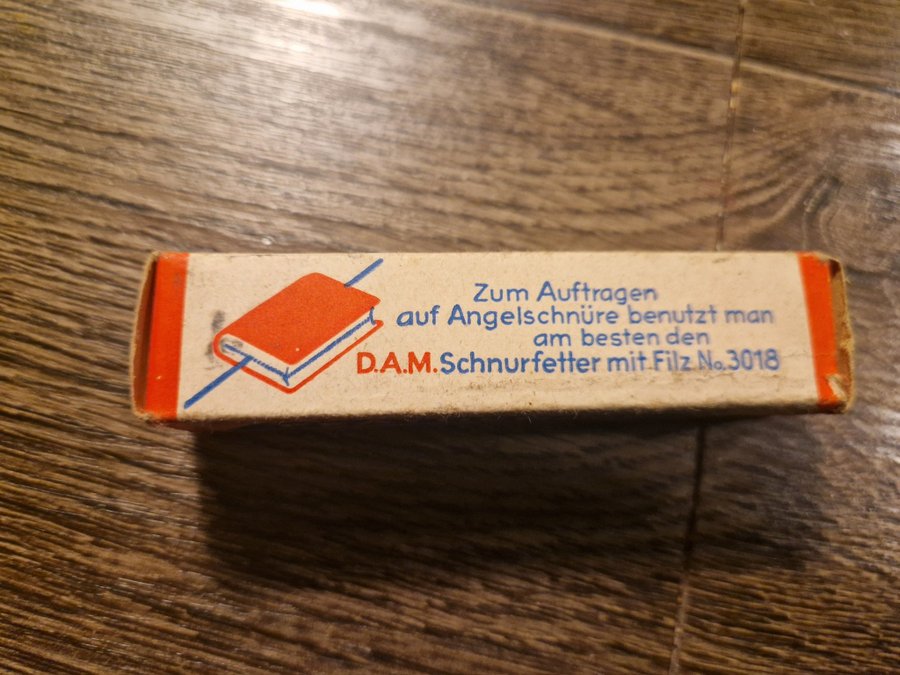 Zum Auftragen
auf Angelschnüre benutzt man
am besten den
D.A.M. Schnurfetter mit Filz No. 3018